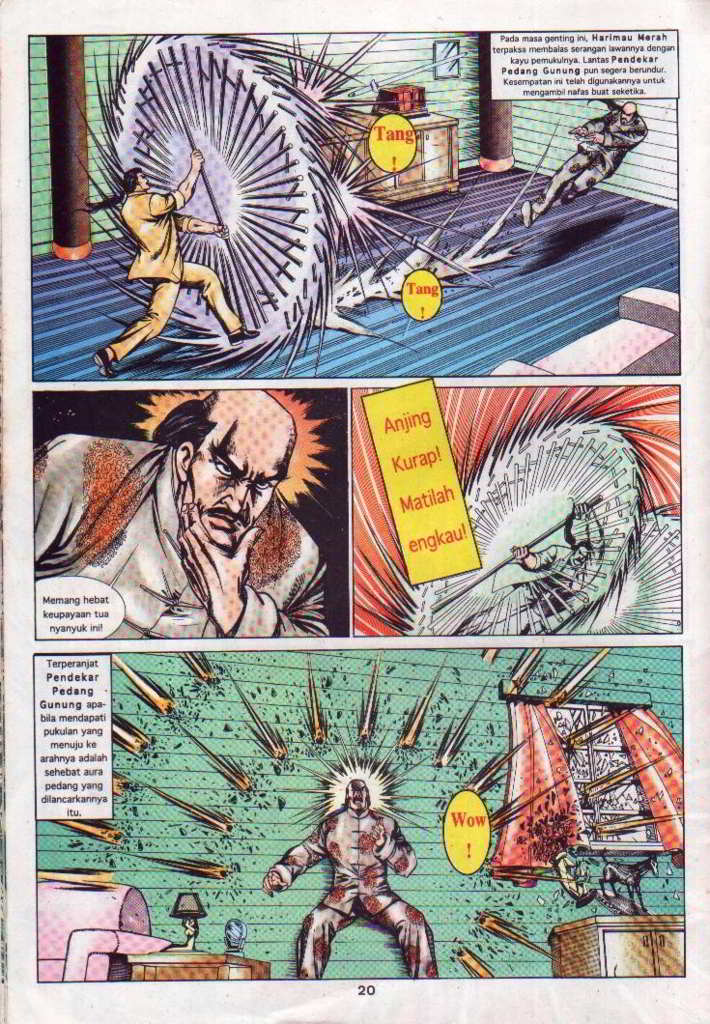 Pada masa genting ini, Harimau Merah
terpaksa membalas serangan lawannya dengan
kayu pemukulnya. Lantas Pendekar
Pedang Gunung pun segera berundur.
Kesempatan ini telah digunakannya untuk
mengambil nafas buat seketika.
Tang
!
Tang
!
Memang hebat
keupayaan tua
nyanyuk ini!
Anjing
Kurap!
Matilah
engkau!
Terperanjat
Pendekar
Pedang
Gunung apa-
bila mendapati
pukulan yang
menuju ke
arahnya adalah
sehebat aura
pedang yang
dilancarkannya
itu.
Wow
!
20